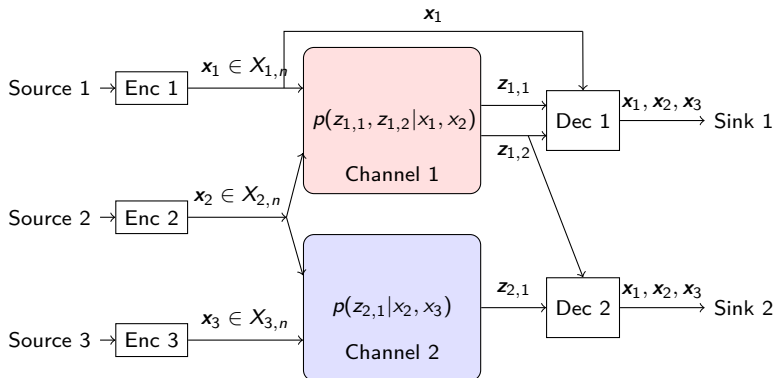 x₁
Source 1
Enc 1
x₁ ∈ X₁,ₙ
p(z₁,₁, z₁,₂|x₁, x₂)
Channel 1
z₁,₁
z₁,₂
Dec 1
x₁, x₂, x₃
Sink 1
Source 2
Enc 2
x₂ ∈ X₂,ₙ
Source 3
Enc 3
x₃ ∈ X₃,ₙ
p(z₂,₁|x₂, x₃)
Channel 2
z₂,₁
Dec 2
x₁, x₂, x₃
Sink 2